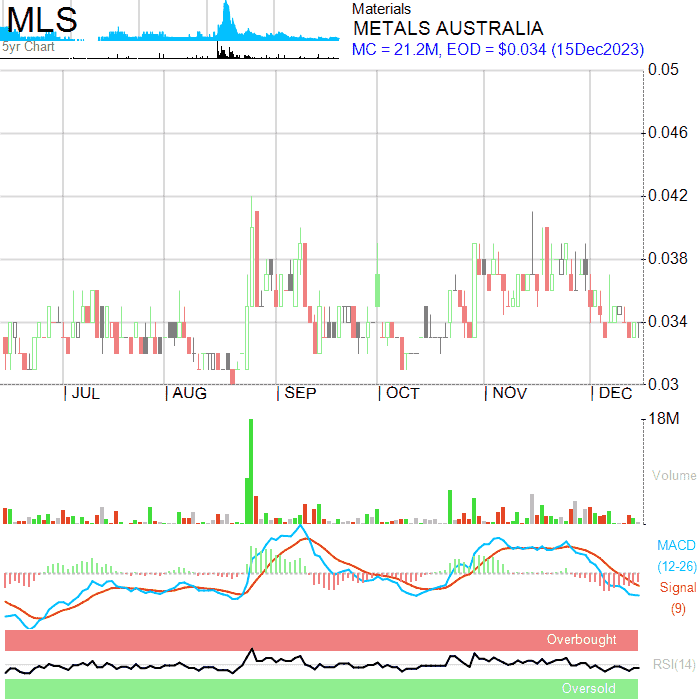 MLS
5yr Chart
Materials
METALS AUSTRALIA
MC = 21.2M, EOD = $0.034 (15Dec2023)
0.05
0.046
0.042
0.038
0.034
0.03
| JUL | AUG | SEP | OCT | NOV | DEC
18M
Volume
MACD
(12-26)
Signal
(9)
Overbought
RSI(14)
Oversold